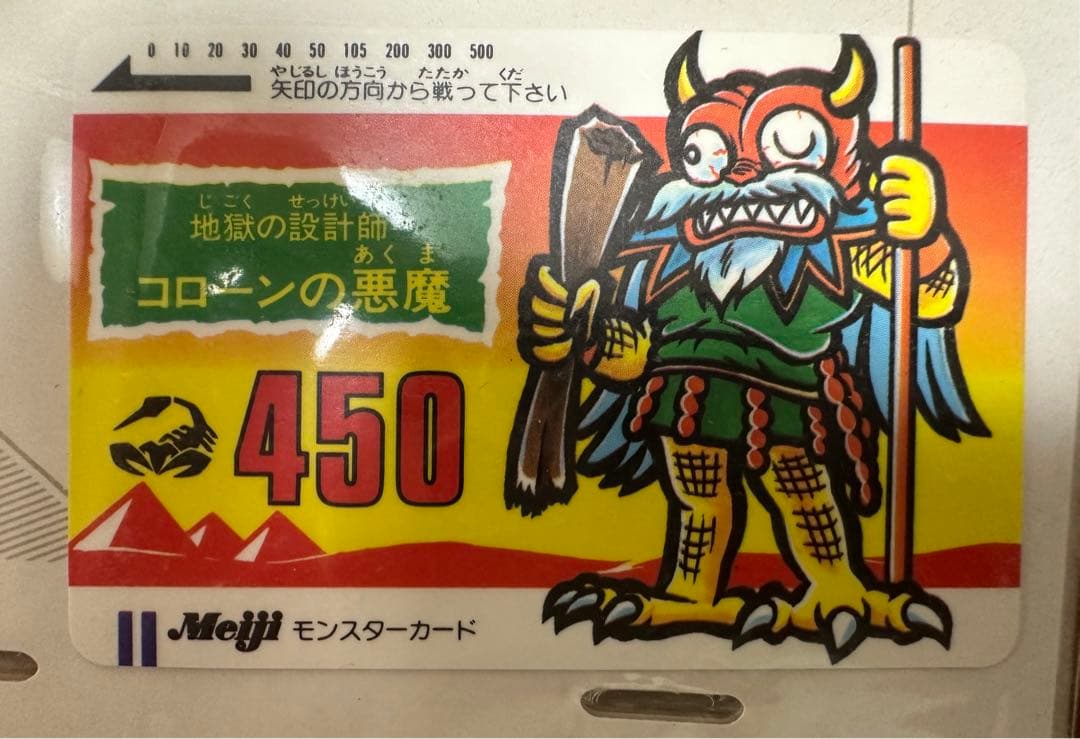 0 10 20 30 40 50 105 200 300 500
やじるし ほうこう たたか くだ
矢印の方向から戦って下さい
じごく せっけい
地獄の設計師
あくま
コローンの悪魔
450
Meiji モンスターカード